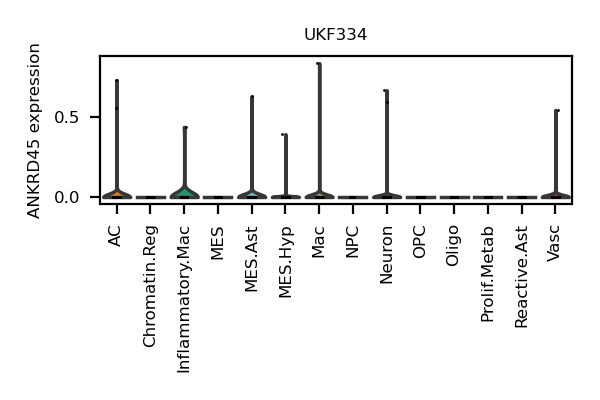 UKF334
ANKRD45 expression
0.5
0.0
AC
Chromatin.Reg
Inflammatory.Mac
MES
MES.Ast
MES.Hyp
Mac
NPC
Neuron
OPC
Oligo
Prolif.Metab
Reactive.Ast
Vasc